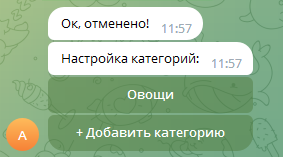 Ок, отменено! 11:57
Настройка категорий: 11:57
Овощи
А
+ Добавить категорию